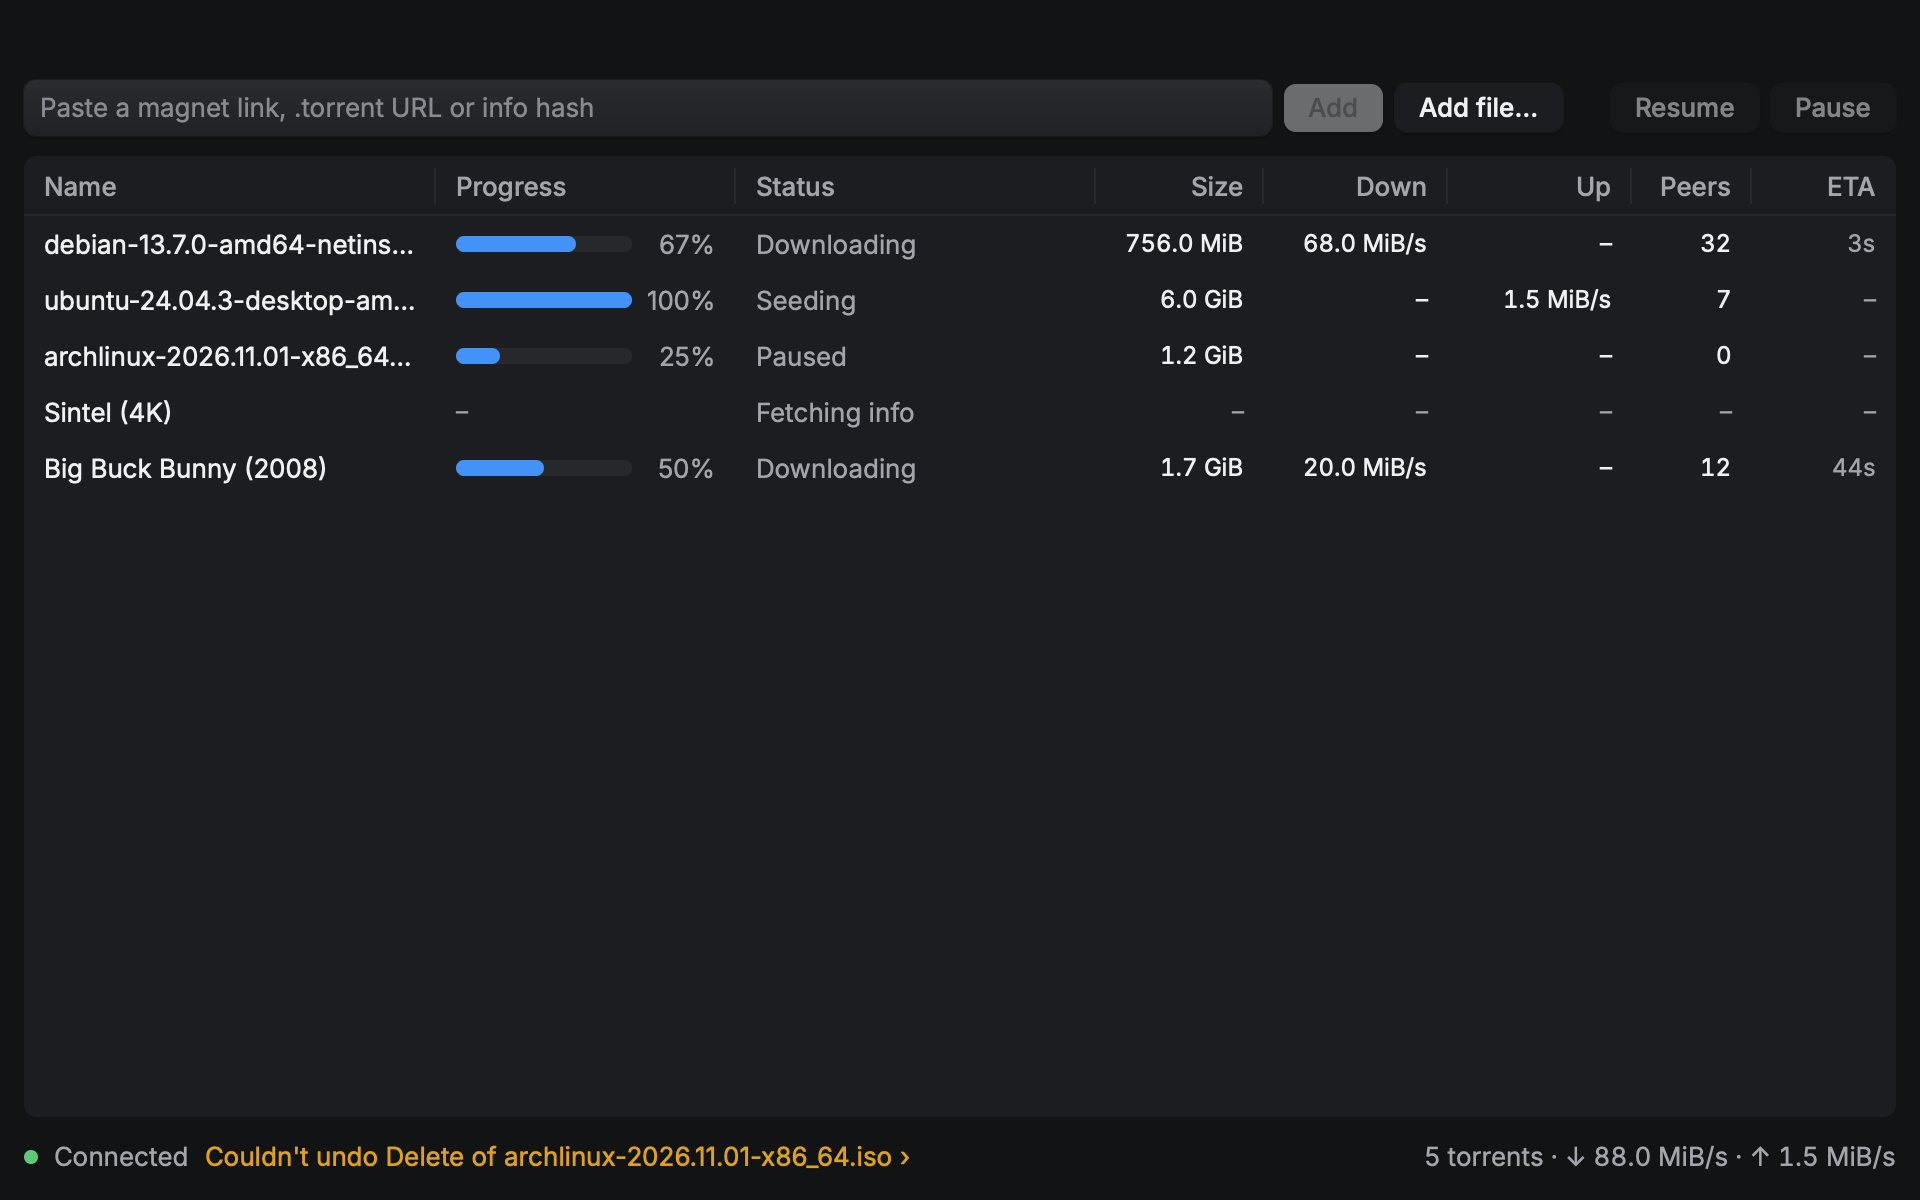 Paste a magnet link, .torrent URL or info hash Add Add file... Resume Pause
Name Progress Status Size Down Up Peers ETA
debian-13.7.0-amd64-netins... 67% Downloading 756.0 MiB 68.0 MiB/s – 32 3s
ubuntu-24.04.3-desktop-am... 100% Seeding 6.0 GiB – 1.5 MiB/s 7 –
archlinux-2026.11.01-x86_64... 25% Paused 1.2 GiB – – 0 –
Sintel (4K) – Fetching info – – – – –
Big Buck Bunny (2008) 50% Downloading 1.7 GiB 20.0 MiB/s – 12 44s
Connected Couldn't undo Delete of archlinux-2026.11.01-x86_64.iso › 5 torrents · ↓ 88.0 MiB/s · ↑ 1.5 MiB/s